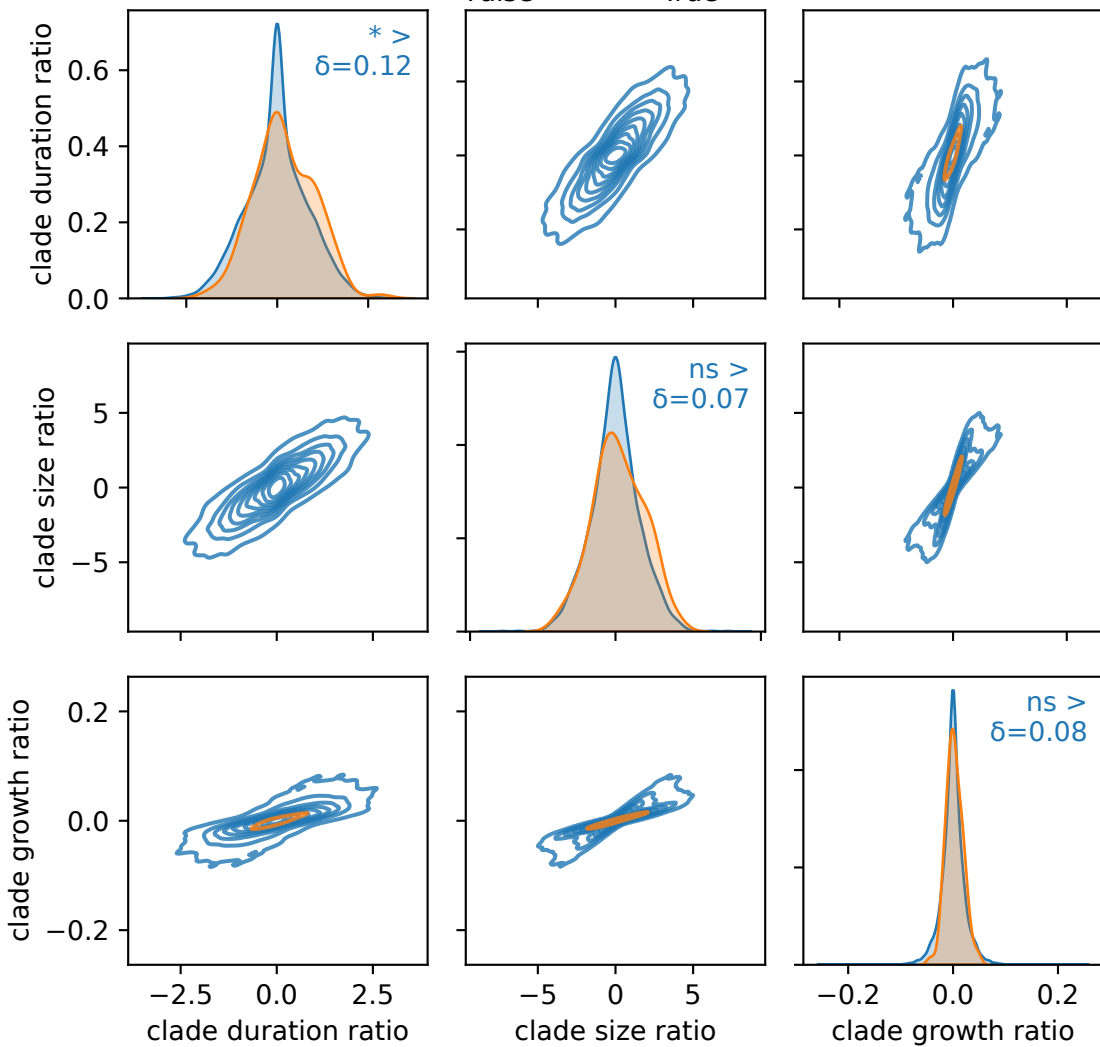 * >
δ=0.12
clade duration ratio
0.6
0.4
0.2
0.0
ns >
δ=0.07
clade size ratio
5
0
−5
ns >
δ=0.08
clade growth ratio
0.2
0.0
−0.2
−2.5 0.0 2.5 −5 0 5 −0.2 0.0 0.2
clade duration ratio clade size ratio clade growth ratio